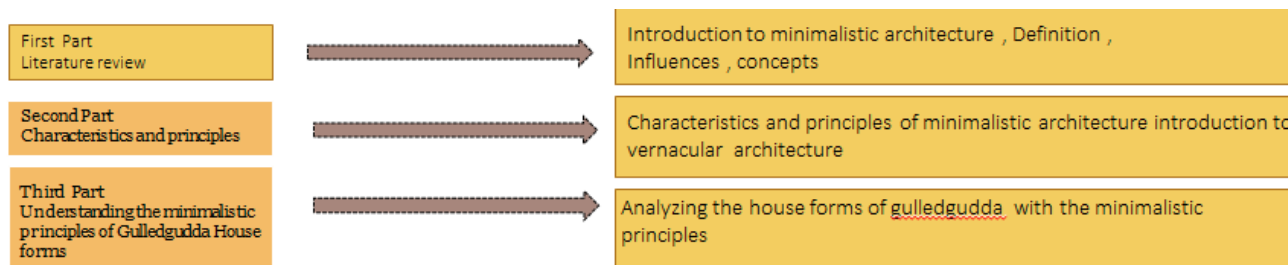 First Part
Literature review
Introduction to minimalistic architecture , Definition ,
Influences , concepts
Second Part
Characteristics and principles
Characteristics and principles of minimalistic architecture introduction to
vernacular architecture
Third Part
Understanding the minimalistic
principles of Gulledgudda House
forms
Analyzing the house forms of gulledgudda with the minimalistic
principles